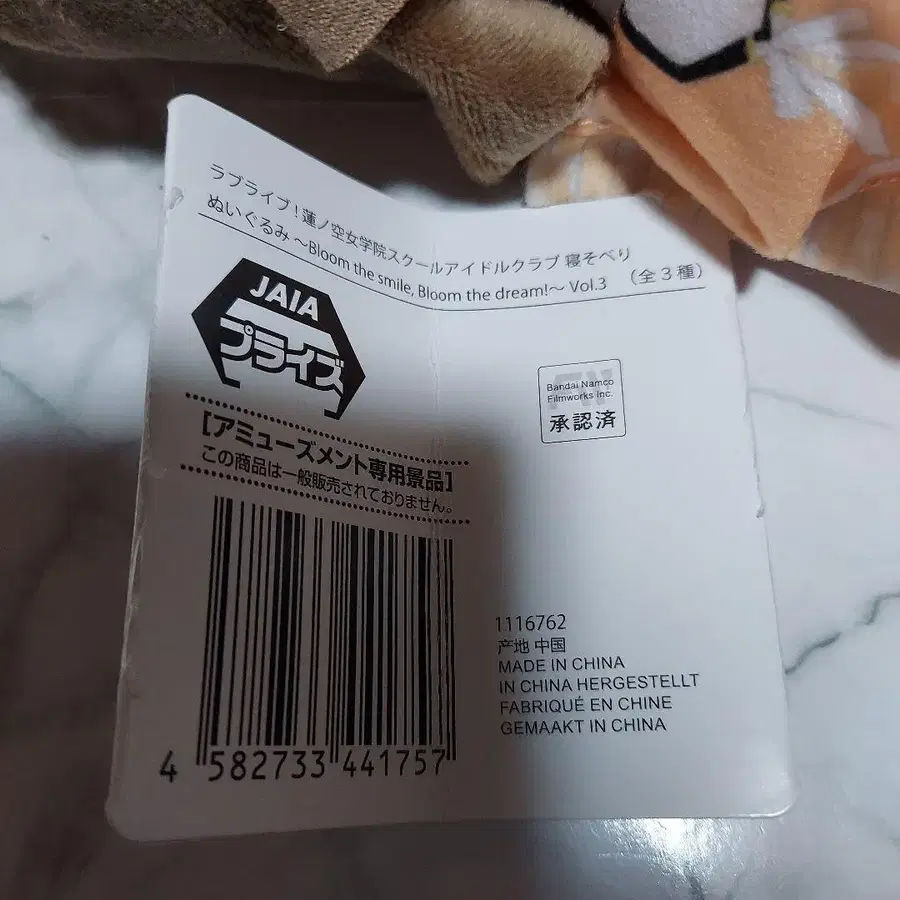 ラブライブ！蓮ノ空女学院スクールアイドルクラブ 寝そべり
ぬいぐるみ ～Bloom the smile, Bloom the dream!～ Vol.3 （全3種）
JAIA
プライズ
Bandai Namco
Filmworks Inc.
承認済
[アミューズメント専用景品]
この商品は一般販売されておりません。
1116762
产地 中国
MADE IN CHINA
IN CHINA HERGESTELLT
FABRIQUÉ EN CHINE
GEMAAKT IN CHINA
4 582733 441757